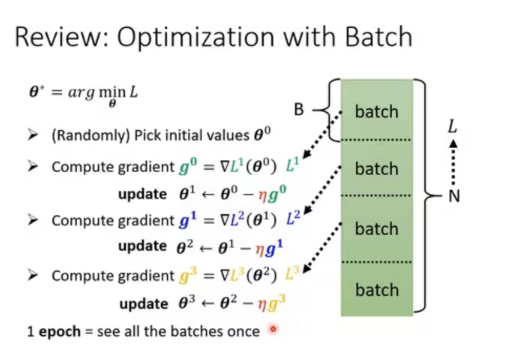 Review: Optimization with Batch
θ* = arg min_θ L
➢ (Randomly) Pick initial values θ⁰
➢ Compute gradient g⁰ = ∇L¹(θ⁰) L¹
update θ¹ ← θ⁰ − ηg⁰
➢ Compute gradient g¹ = ∇L²(θ¹) L²
update θ² ← θ¹ − ηg¹
➢ Compute gradient g³ = ∇L³(θ²) L³
update θ³ ← θ² − ηg³
1 epoch = see all the batches once
B
batch
batch
batch
batch
L
N